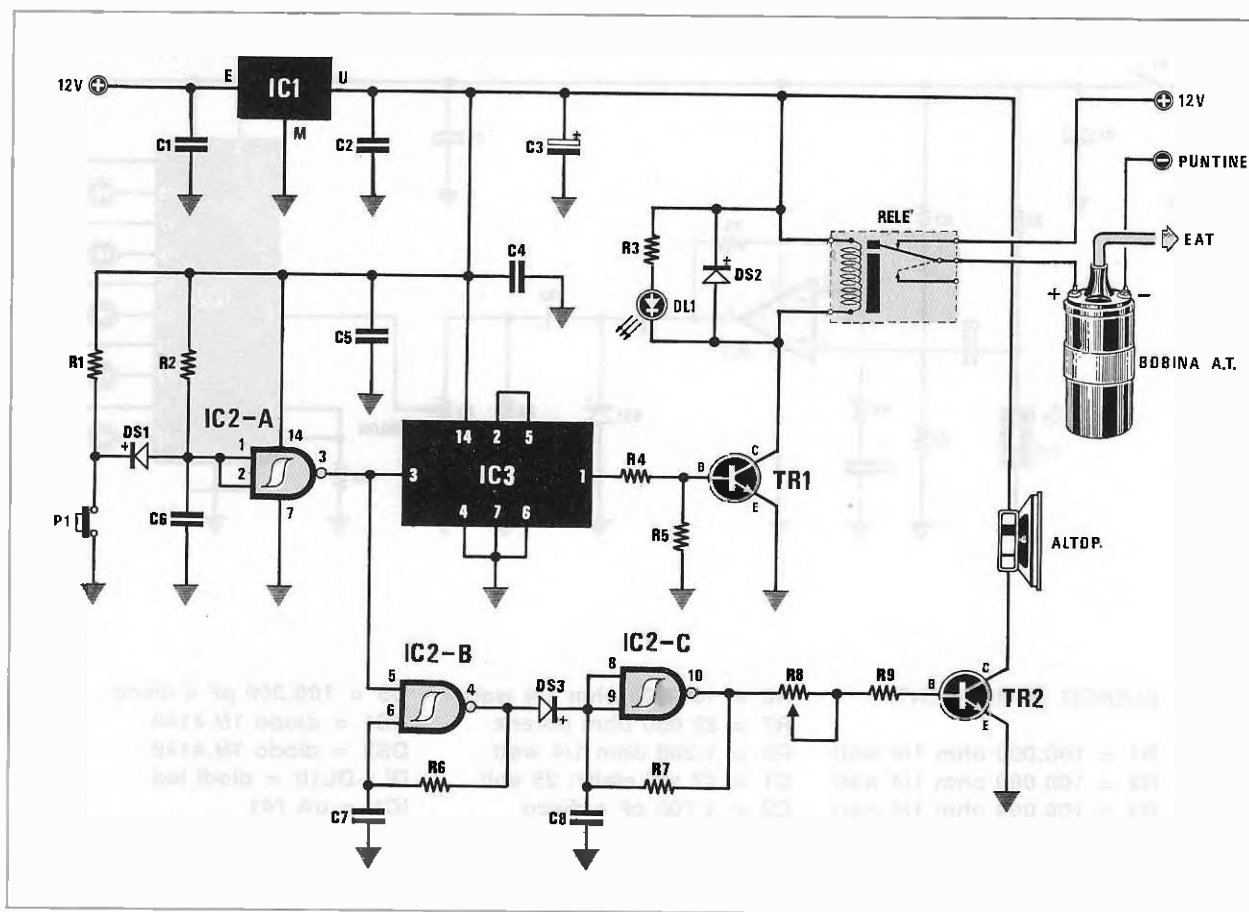 12V
E
IC1
U
M
C1
C2
C3
+
12V
PUNTINE
EAT
RELE'
+
-
BOBINA A.T.
R3
DS2
+
DL1
C4
C5
R1
R2
DS1
+
IC2-A
1
2
3
14
7
P1
C6
14
2
5
3
IC3
1
4
7
6
R4
R5
B
C
E
TR1
ALTOP.
IC2-B
5
6
4
DS3
+
IC2-C
8
9
10
R8
R9
B
C
E
TR2
R6
R7
C7
C8